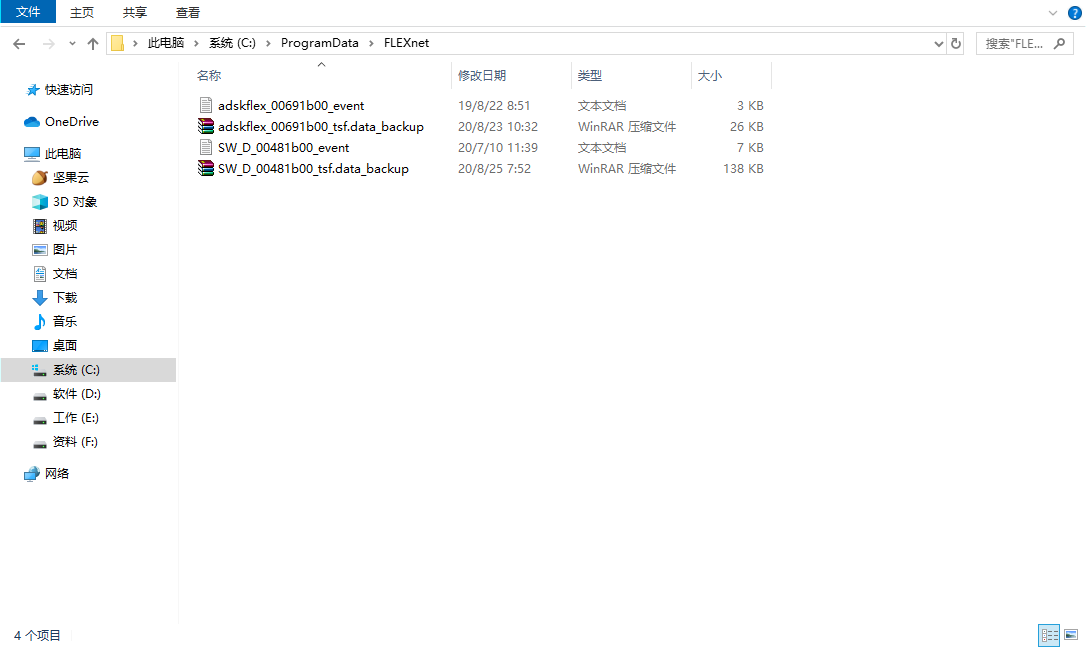 文件 主页 共享 查看
此电脑 › 系统 (C:) › ProgramData › FLEXnet 搜索"FLE...
名称 修改日期 类型 大小
adskflex_00691b00_event 19/8/22 8:51 文本文档 3 KB
adskflex_00691b00_tsf.data_backup 20/8/23 10:32 WinRAR 压缩文件 26 KB
SW_D_00481b00_event 20/7/10 11:39 文本文档 7 KB
SW_D_00481b00_tsf.data_backup 20/8/25 7:52 WinRAR 压缩文件 138 KB
快速访问
OneDrive
此电脑
坚果云
3D 对象
视频
图片
文档
下载
音乐
桌面
系统 (C:)
软件 (D:)
工作 (E:)
资料 (F:)
网络
4 个项目